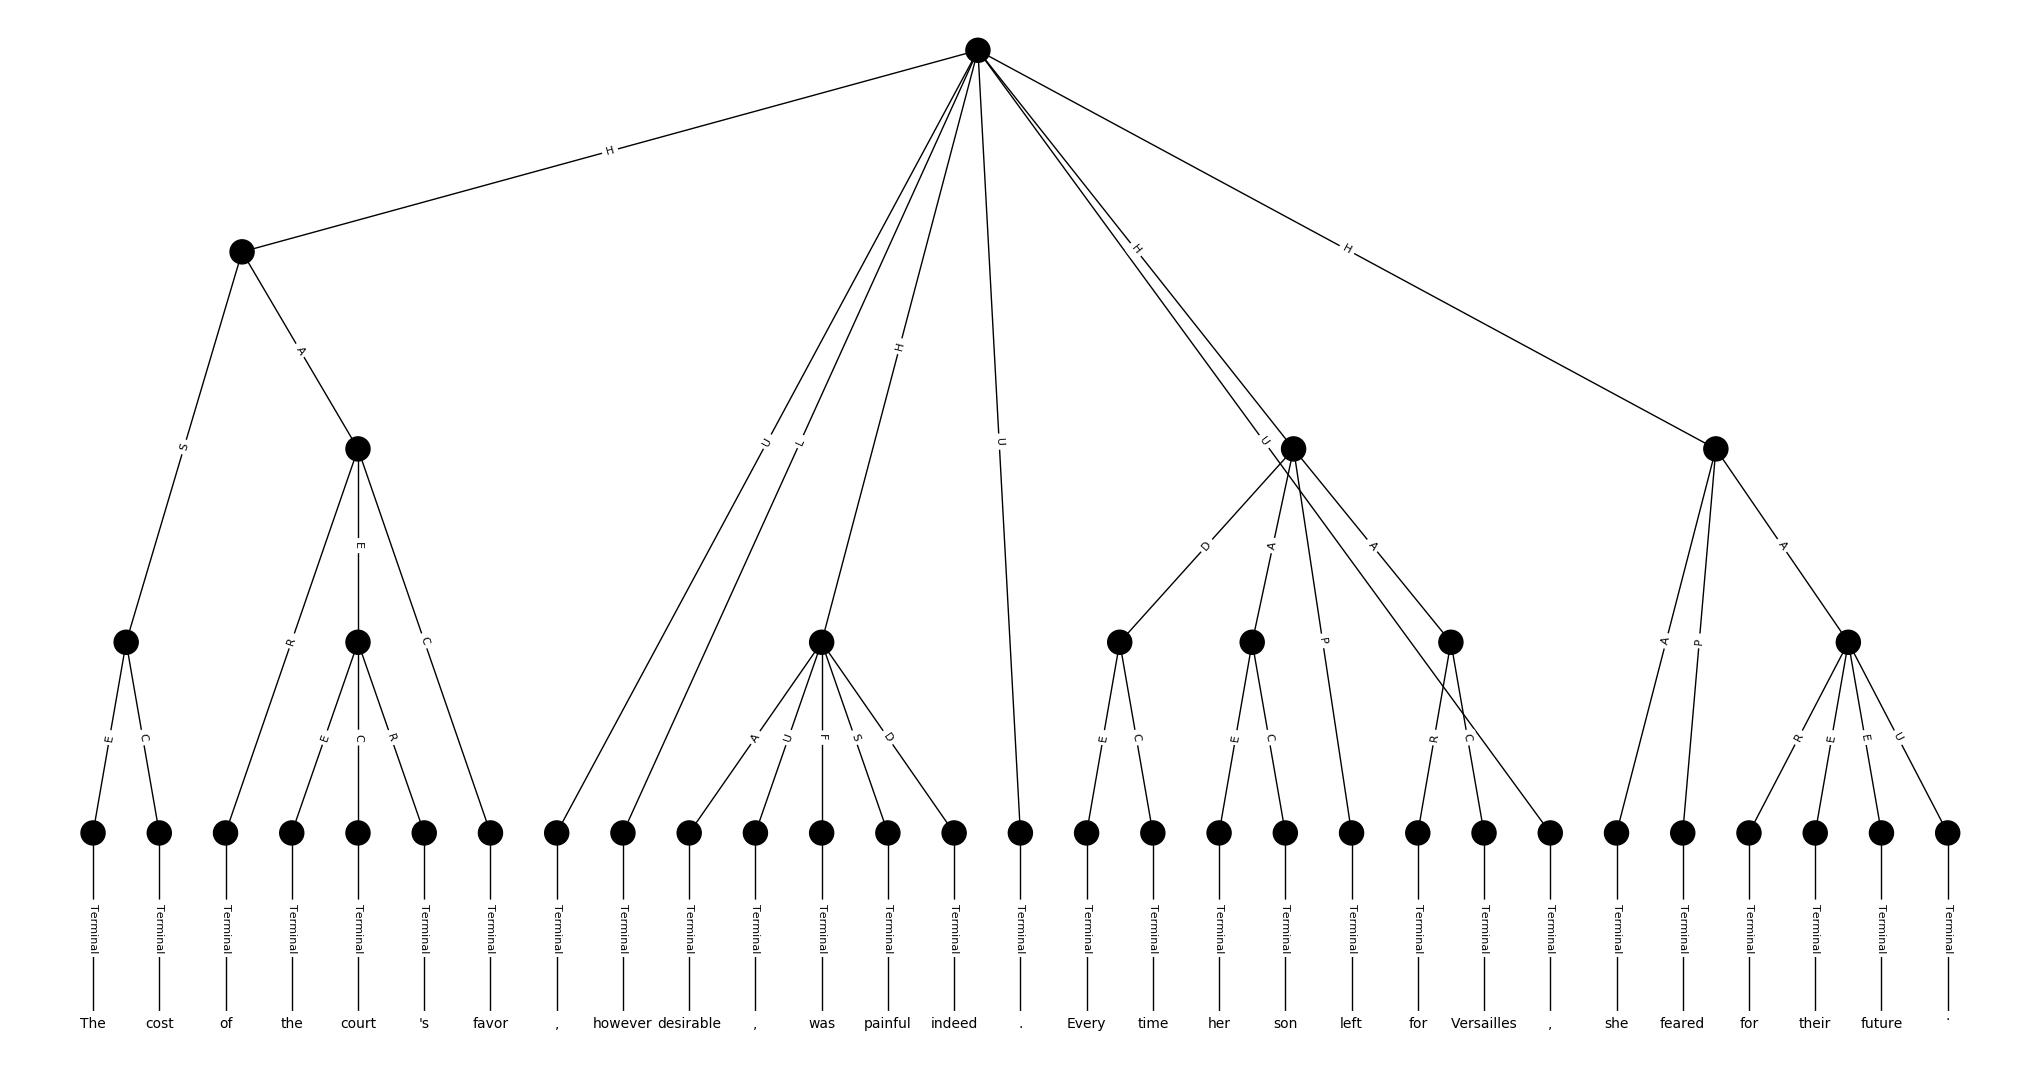 H
H
H
H
A
H
U
L
U
U
S
E
D
A
A
A
R
C
P
A
P
E
C
E
C
R
A
U
F
S
D
E
C
E
C
R
C
R
E
E
U
Terminal Terminal Terminal Terminal Terminal Terminal Terminal Terminal Terminal Terminal Terminal Terminal Terminal Terminal Terminal Terminal Terminal Terminal Terminal Terminal Terminal Terminal Terminal Terminal Terminal Terminal Terminal Terminal Terminal
The cost of the court 's favor , however desirable , was painful indeed . Every time her son left for Versailles , she feared for their future .